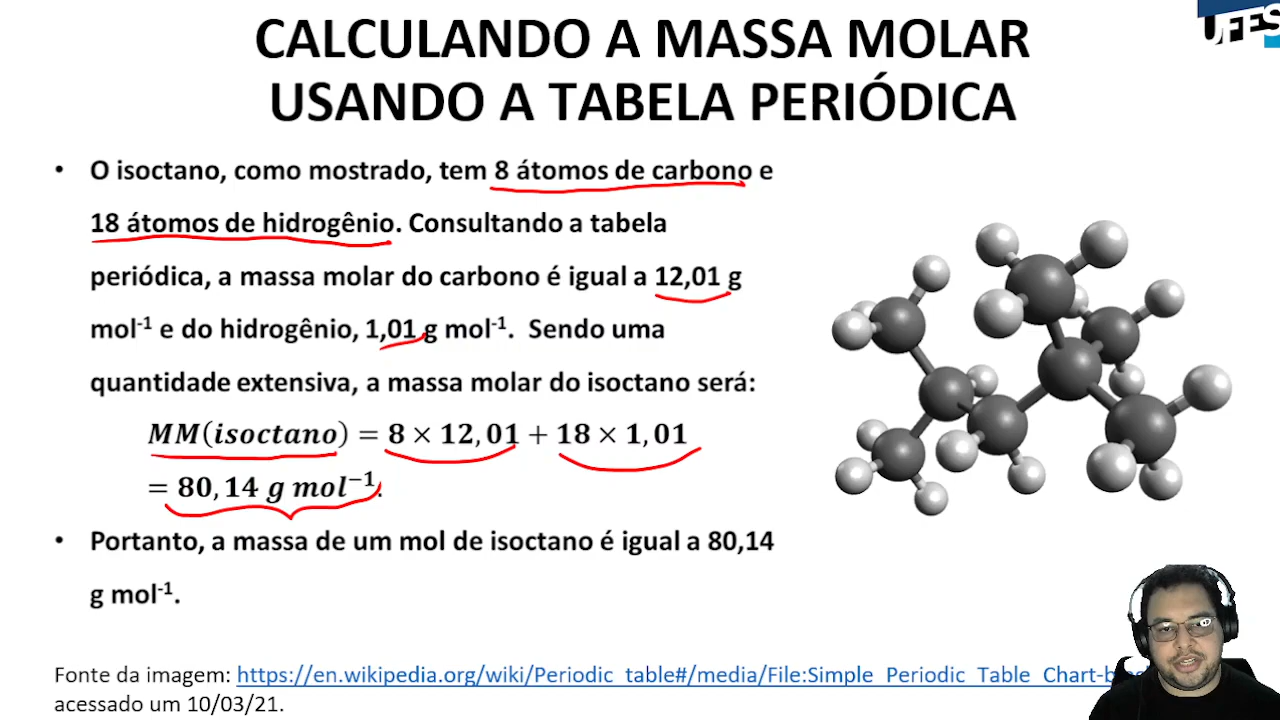 UFES
CALCULANDO A MASSA MOLAR
USANDO A TABELA PERIÓDICA
• O isoctano, como mostrado, tem 8 átomos de carbono e
18 átomos de hidrogênio. Consultando a tabela
periódica, a massa molar do carbono é igual a 12,01 g
mol⁻¹ e do hidrogênio, 1,01 g mol⁻¹. Sendo uma
quantidade extensiva, a massa molar do isoctano será:
MM(isoctano) = 8 × 12,01 + 18 × 1,01
= 80,14 g mol⁻¹.
• Portanto, a massa de um mol de isoctano é igual a 80,14
g mol⁻¹.
Fonte da imagem: https://en.wikipedia.org/wiki/Periodic_table#/media/File:Simple_Periodic_Table_Chart-b
acessado um 10/03/21.